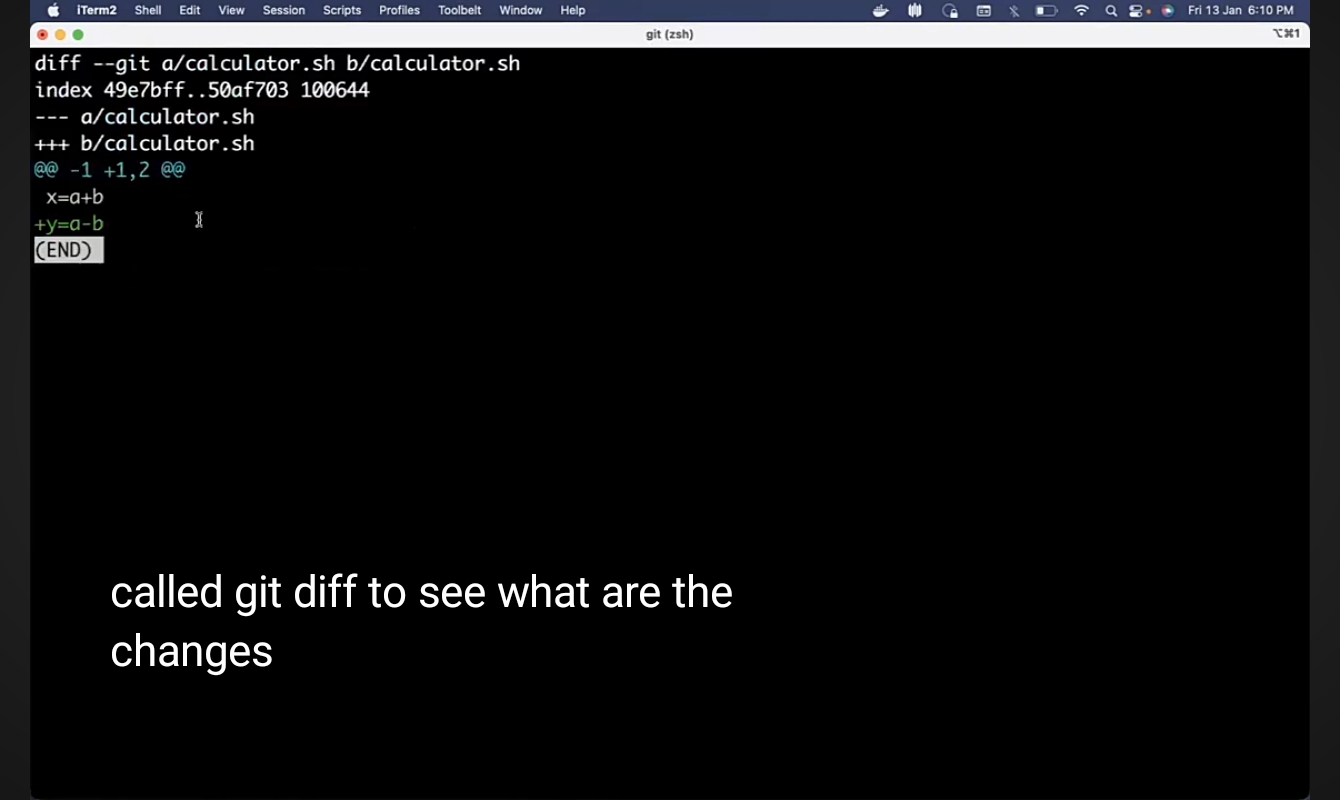 iTerm2 Shell Edit View Session Scripts Profiles Toolbelt Window Help Fri 13 Jan 6:10 PM
git (zsh) ⌥⌘1
diff --git a/calculator.sh b/calculator.sh
index 49e7bff..50af703 100644
--- a/calculator.sh
+++ b/calculator.sh
@@ -1 +1,2 @@
 x=a+b
+y=a-b
(END)
called git diff to see what are the
changes